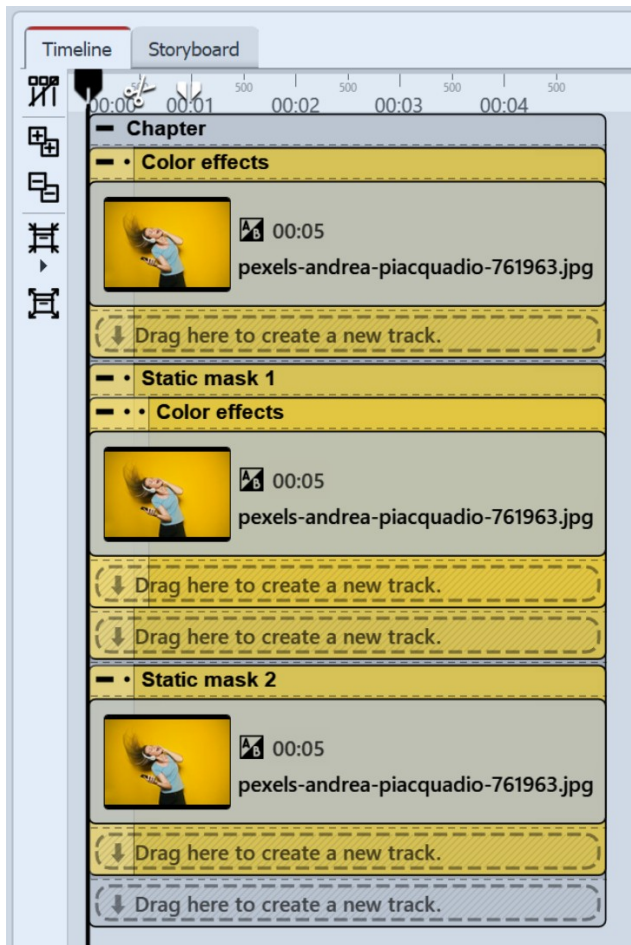 Timeline Storyboard
500 500 500 500 500
00:00 00:01 00:02 00:03 00:04
Chapter
Color effects
A B 00:05
pexels-andrea-piacquadio-761963.jpg
Drag here to create a new track.
Static mask 1
Color effects
A B 00:05
pexels-andrea-piacquadio-761963.jpg
Drag here to create a new track.
Drag here to create a new track.
Static mask 2
A B 00:05
pexels-andrea-piacquadio-761963.jpg
Drag here to create a new track.
Drag here to create a new track.